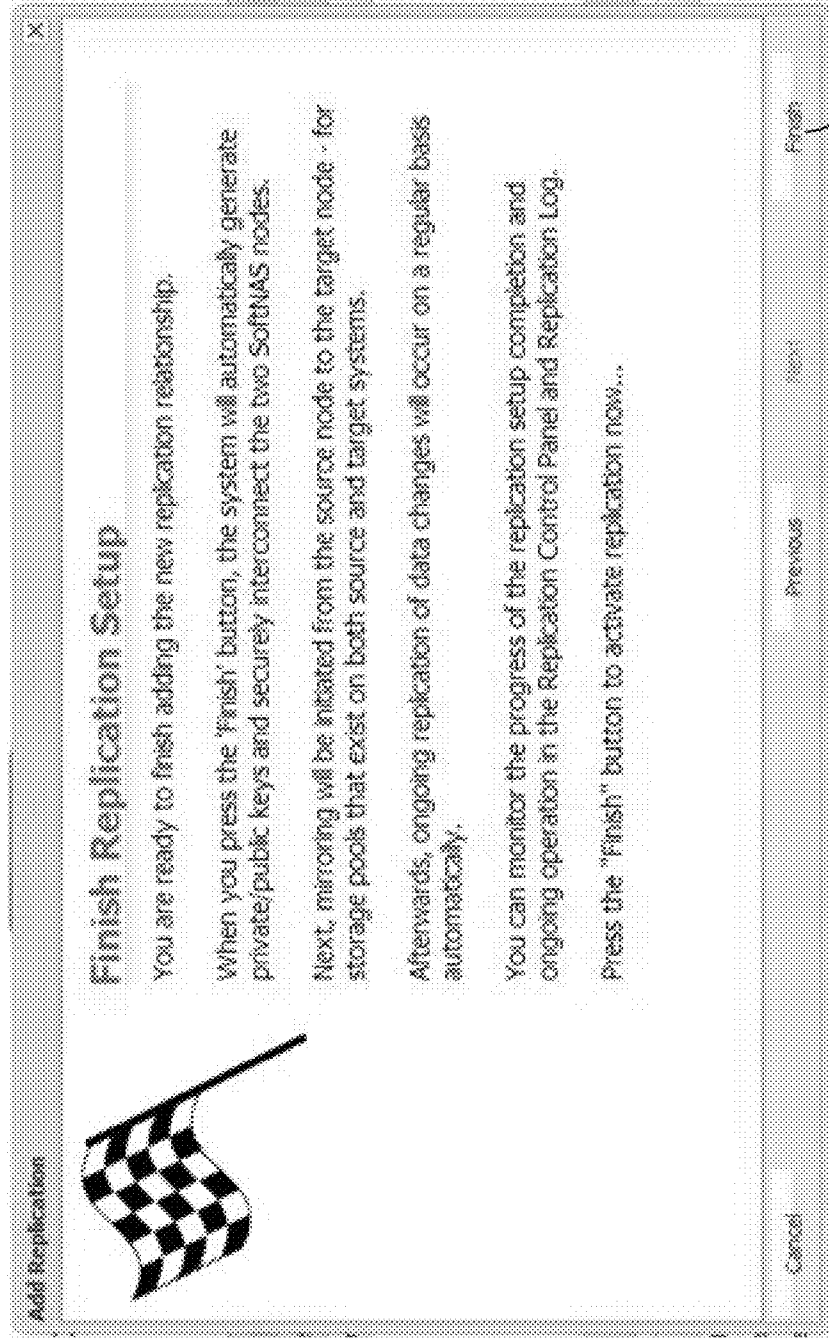 Add Replication
X
Finish Replication Setup
You are ready to finish adding the new replication relationship.
When you press the 'Finish' button, the system will automatically generate
private/public keys and securely interconnect the two SoftNAS nodes.
Next, mirroring will be initiated from the source node to the target node - for
storage pools that exist on both source and target systems.
Afterwards, ongoing replication of data changes will occur on a regular basis
automatically.
You can monitor the progress of the replication setup completion and
ongoing operation in the Replication Control Panel and Replication Log.
Press the "Finish" button to activate replication now...
Cancel
Previous
Next
Finish